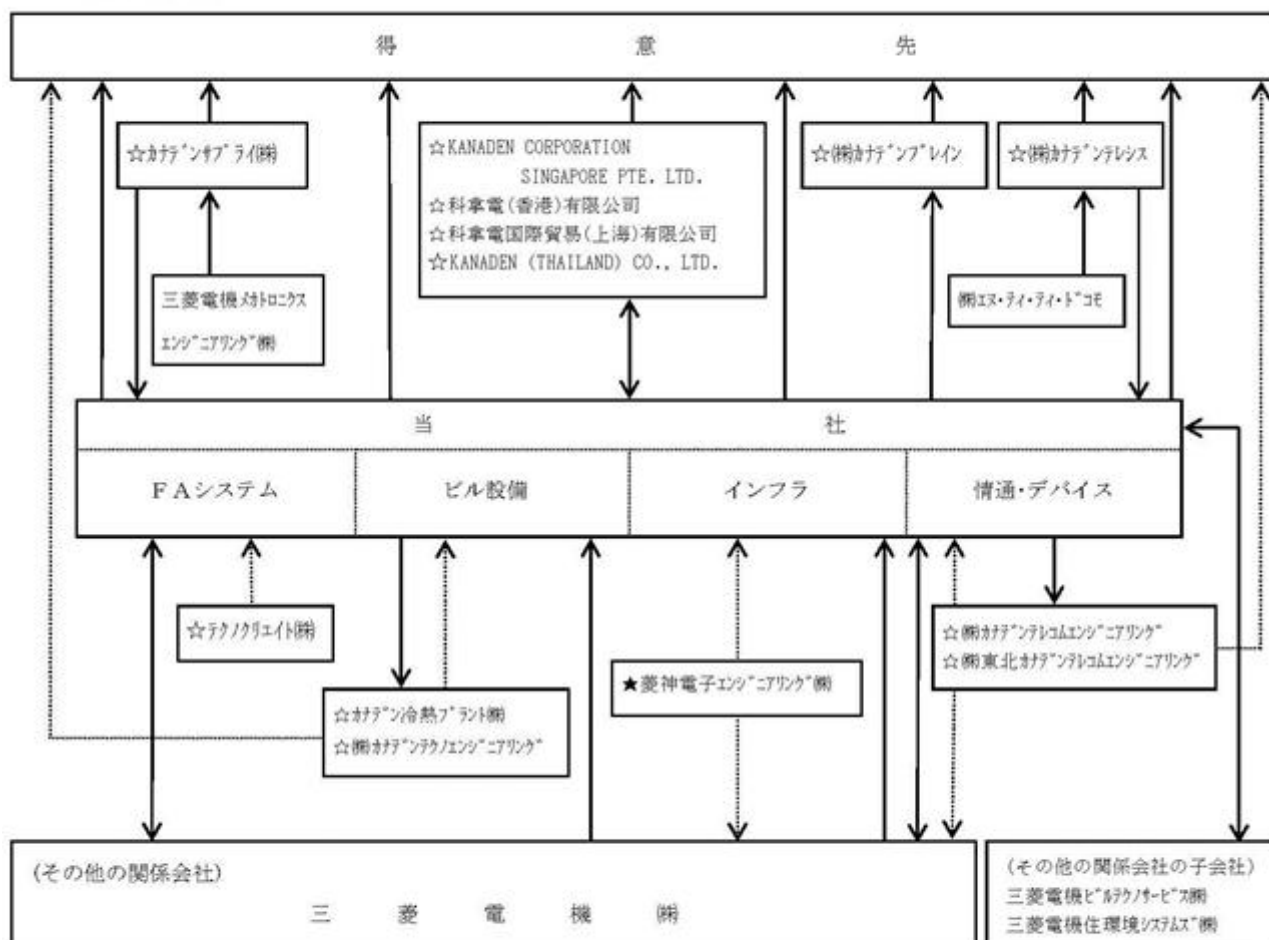 得意先
☆カナデンサプライ㈱
☆KANADEN CORPORATION
SINGAPORE PTE. LTD.
☆科拿電(香港)有限公司
☆科拿電国際貿易(上海)有限公司
☆KANADEN (THAILAND) CO., LTD.
☆㈱カナデンブレイン
☆㈱カナデンテレシス
三菱電機メカトロニクス
エンジニアリング㈱
㈱エヌ・ティ・ティ・ドコモ
当社
FAシステム
ビル設備
インフラ
情通・デバイス
☆テクノクリエイト㈱
☆㈱カナデンテレコムエンジニアリング
☆㈱東北カナデンテレコムエンジニアリング
★菱神電子エンジニアリング㈱
☆カナデン冷熱プラント㈱
☆㈱カナデンテクノエンジニアリング
(その他の関係会社)
三菱電機㈱
(その他の関係会社の子会社)
三菱電機ビルテクノサービス㈱
三菱電機住環境システムズ㈱